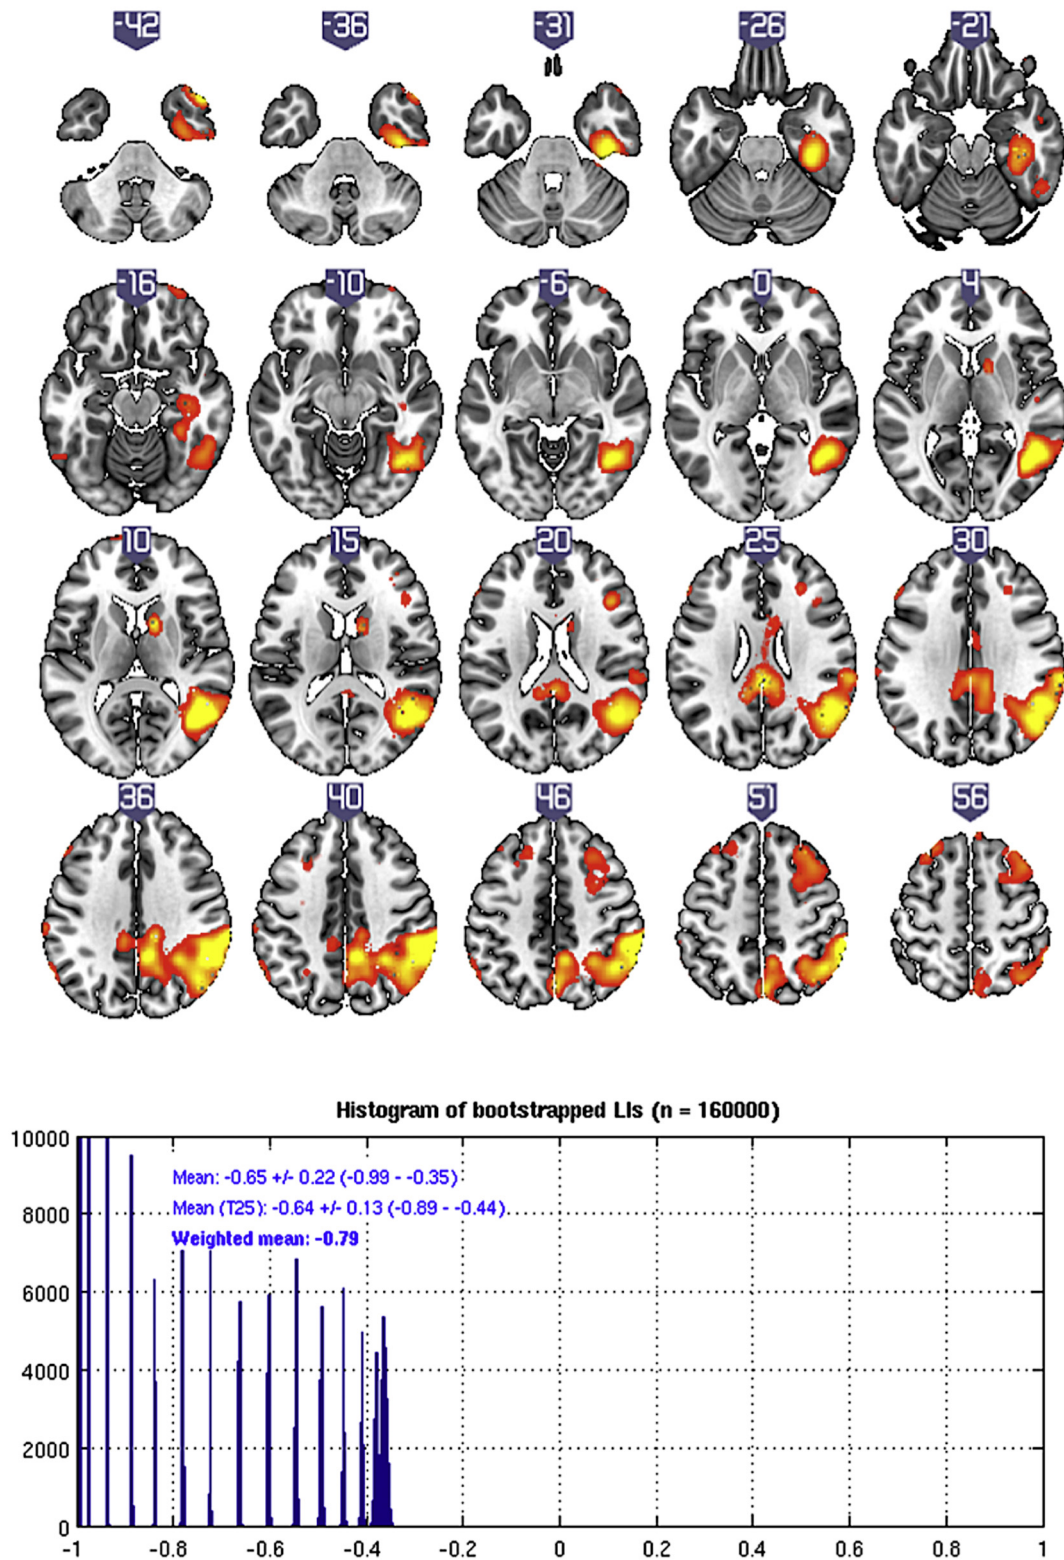 -42 -36 -31 -26 -21
-16 -10 -6 0 4
10 15 20 25 30
36 40 46 51 56
Histogram of bootstrapped LIs (n = 160000)
10000
Mean: -0.65 +/- 0.22 (-0.99 - -0.35)
Mean (T25): -0.64 +/- 0.13 (-0.89 - -0.44)
8000
Weighted mean: -0.79
6000
4000
2000
0
-1 -0.8 -0.6 -0.4 -0.2 0 0.2 0.4 0.6 0.8 1